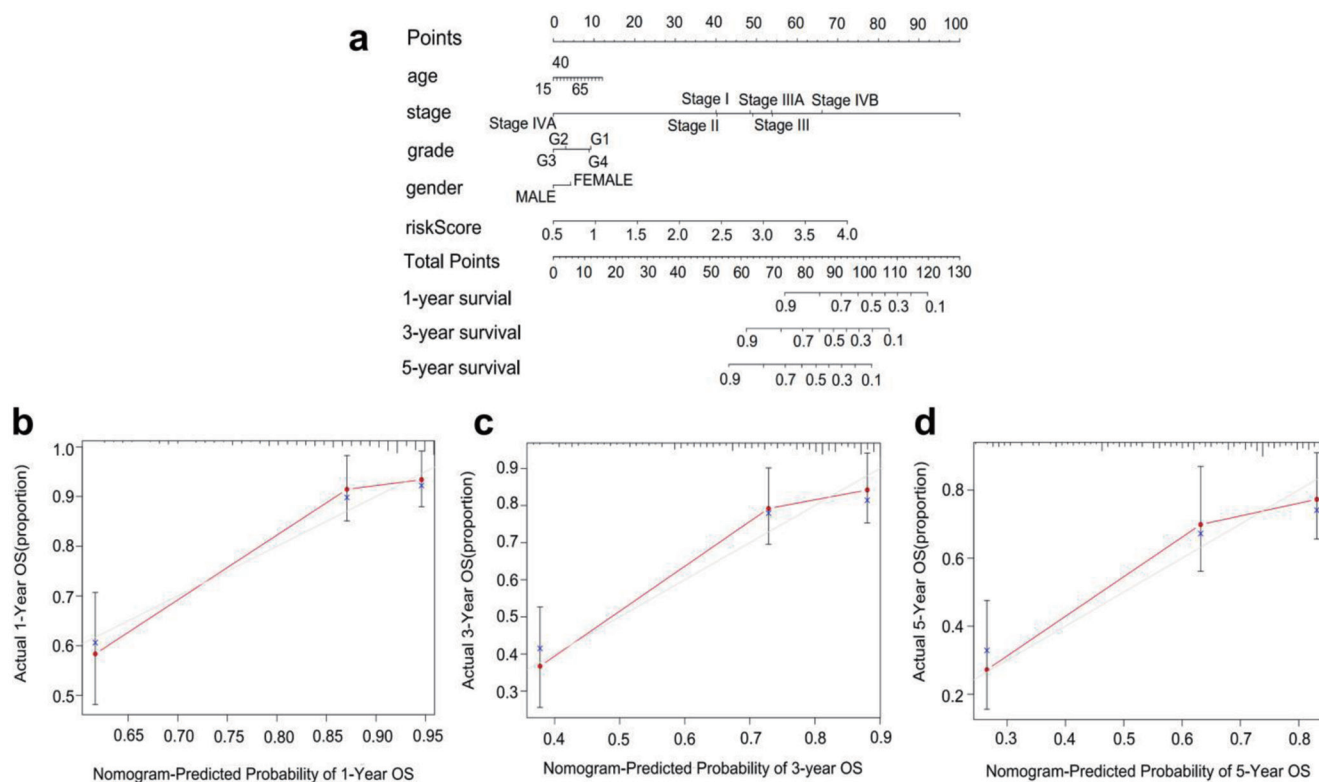 a
Points 0 10 20 30 40 50 60 70 80 90 100
age 40
15 65
stage Stage I Stage IIIA Stage IVB
Stage IVA Stage II Stage III
grade G2 G1
G3 G4
gender FEMALE
MALE
riskScore 0.5 1 1.5 2.0 2.5 3.0 3.5 4.0
Total Points 0 10 20 30 40 50 60 70 80 90 100 110 120 130
1-year survial 0.9 0.7 0.5 0.3 0.1
3-year survival 0.9 0.7 0.5 0.3 0.1
5-year survival 0.9 0.7 0.5 0.3 0.1
b
Actual 1-Year OS(proportion)
1.0
0.9
0.8
0.7
0.6
0.5
0.65 0.70 0.75 0.80 0.85 0.90 0.95
Nomogram-Predicted Probability of 1-Year OS
c
Actual 3-Year OS(proportion)
0.9
0.8
0.7
0.6
0.5
0.4
0.3
0.4 0.5 0.6 0.7 0.8 0.9
Nomogram-Predicted Probability of 3-year OS
d
Actual 5-Year OS(proportion)
0.8
0.6
0.4
0.2
0.3 0.4 0.5 0.6 0.7 0.8
Nomogram-Predicted Probability of 5-Year OS